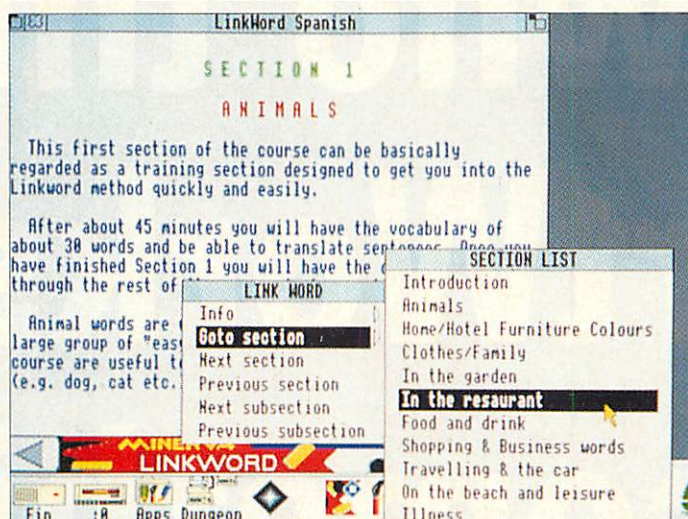 LinkWord Spanish
SECTION 1
ANIMALS
This first section of the course can be basically
regarded as a training section designed to get you into the
Linkword method quickly and easily.
After about 45 minutes you will have the vocabulary of
about 30 words and be able to translate sentences. Once you
have finished Section 1 you will have the
through the rest of
Animal words are
large group of "eas
course are useful to
(e.g. dog, cat etc.
LINK WORD
Info
Goto section
Next section
Previous section
Next subsection
Previous subsection
SECTION LIST
Introduction
Animals
Home/Hotel Furniture Colours
Clothes/Family
In the garden
In the resaurant
Food and drink
Shopping & Business words
Travelling & the car
On the beach and leisure
Illness
MINERVA
LINKWORD
Fin :0 Apps Dungeon